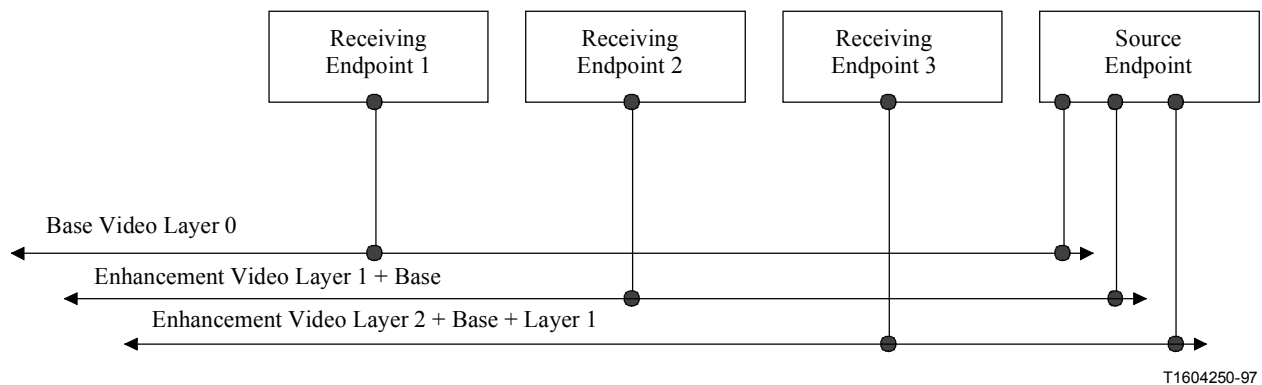 Receiving
Endpoint 1
Receiving
Endpoint 2
Receiving
Endpoint 3
Source
Endpoint
Base Video Layer 0
Enhancement Video Layer 1 + Base
Enhancement Video Layer 2 + Base + Layer 1
T1604250-97